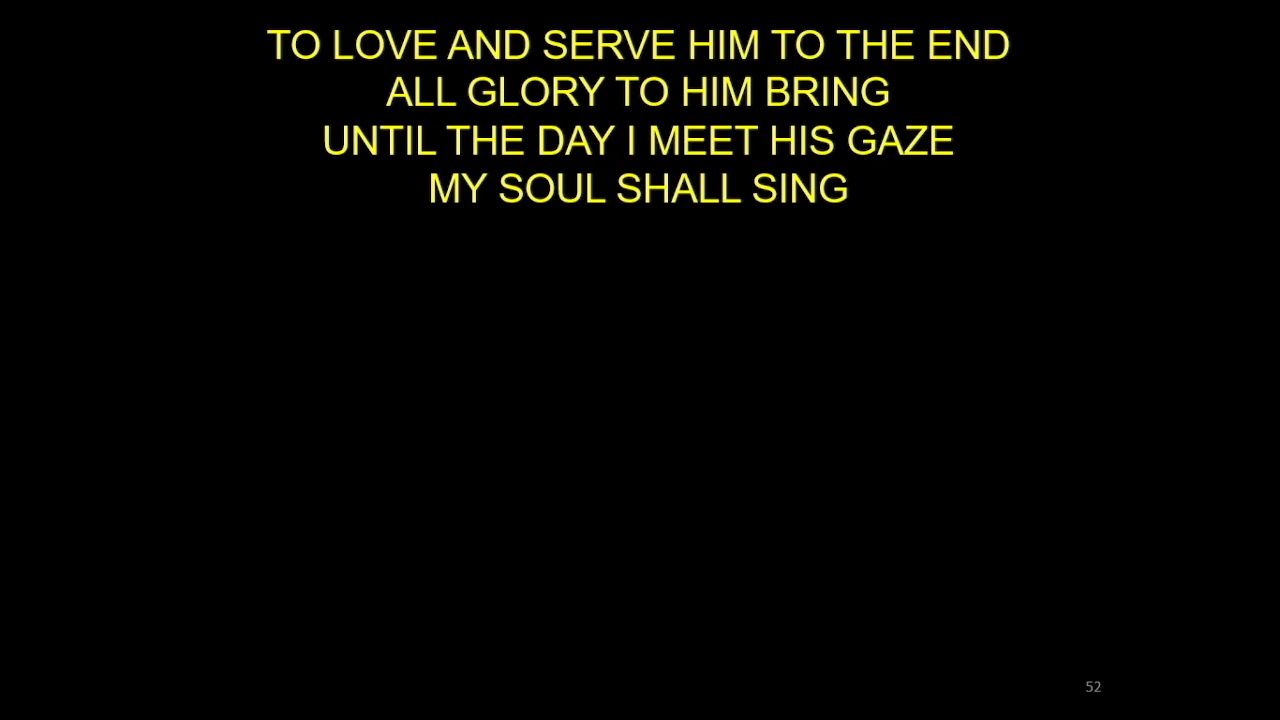 TO LOVE AND SERVE HIM TO THE END
ALL GLORY TO HIM BRING
UNTIL THE DAY I MEET HIS GAZE
MY SOUL SHALL SING
52